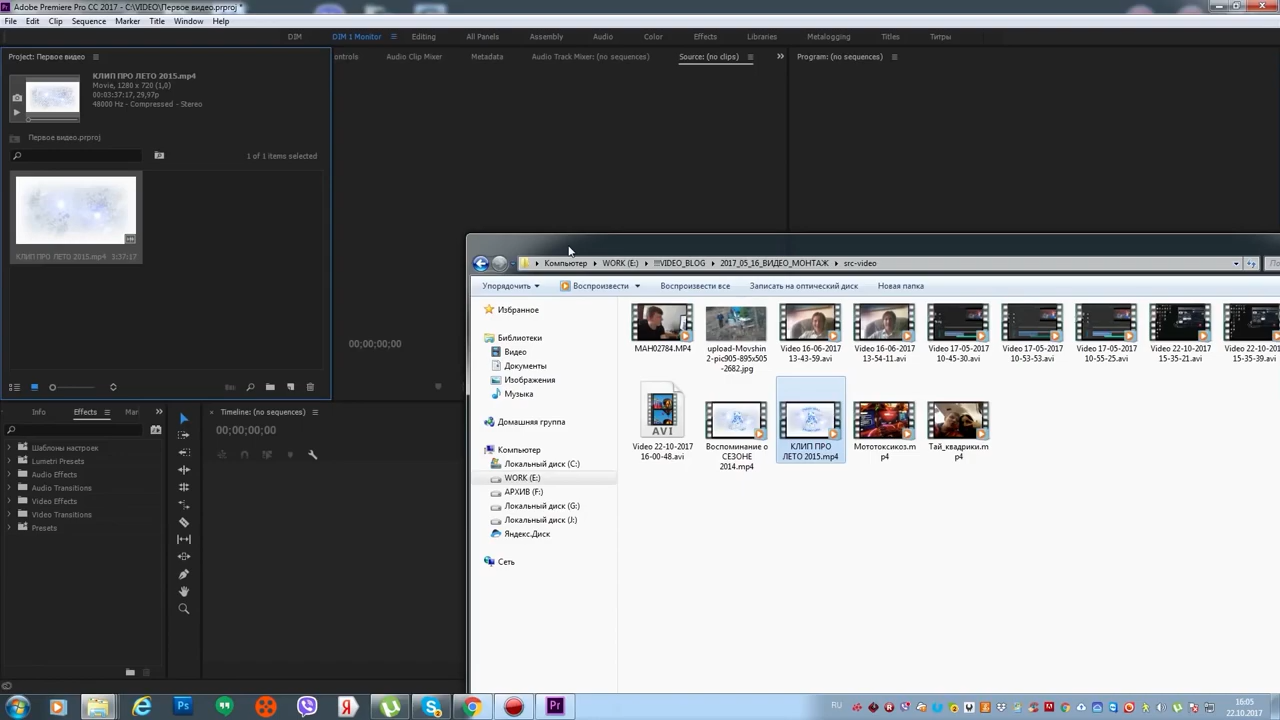 Adobe Premiere Pro CC 2017 - C:\VIDEO\Первое видео.prproj *
File Edit Clip Sequence Marker Title Window Help
DIM DIM 1 Monitor Editing All Panels Assembly Audio Color Effects Libraries Metalogging Titles Титры
Project: Первое видео
ontrols Audio Clip Mixer Metadata Audio Track Mixer: (no sequences) Source: (no clips) Program: (no sequences)
КЛИП ПРО ЛЕТО 2015.mp4
Movie, 1280 x 720 (1,0)
00:03:37:17, 29,97p
48000 Hz - Compressed - Stereo
Первое видео.prproj
1 of 1 items selected
КЛИП ПРО ЛЕТО 2015.mp4 3:37:17
00;00;00;00
Info Effects Mar
Timeline: (no sequences)
00;00;00;00
Шаблоны настроек
Lumetri Presets
Audio Effects
Audio Transitions
Video Effects
Video Transitions
Presets
Компьютер WORK (E:) !!!VIDEO_BLOG 2017_05_16_ВИДЕО_МОНТАЖ src-video
Упорядочить Воспроизвести Воспроизвести все Записать на оптический диск Новая папка
Избранное
Библиотеки
Видео
Документы
Изображения
Музыка
Домашняя группа
Компьютер
Локальный диск (C:)
WORK (E:)
АРХИВ (F:)
Локальный диск (G:)
Локальный диск (J:)
Яндекс.Диск
Сеть
MAH02784.MP4
upload-Movshin
2-pic905-895x505
-2682.jpg
Video 16-06-2017
13-43-59.avi
Video 16-06-2017
13-54-11.avi
Video 17-05-2017
10-45-30.avi
Video 17-05-2017
10-53-53.avi
Video 17-05-2017
10-55-25.avi
Video 22-10-2017
15-35-21.avi
Video 22-10-201
15-35-39.avi
AVI
Video 22-10-2017
16-00-48.avi
Воспоминание о
СЕЗОНЕ
2014.mp4
КЛИП ПРО
ЛЕТО 2015.mp4
Мототоксикоз.m
p4
Тай_квадрики.m
p4
RU
16:05
22.10.2017